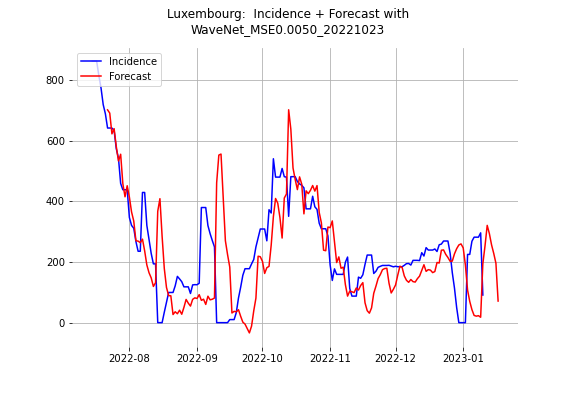 Luxembourg:  Incidence + Forecast with
WaveNet_MSE0.0050_20221023
Incidence
Forecast
800
600
400
200
0
2022-08
2022-09
2022-10
2022-11
2022-12
2023-01